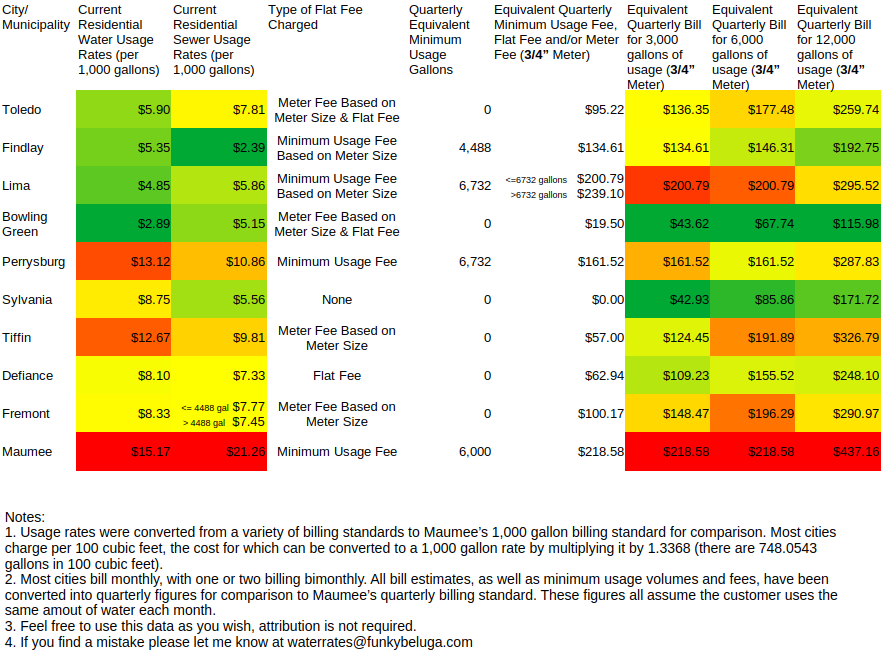 City/ Municipality | Current Residential Water Usage Rates (per 1,000 gallons) | Current Residential Sewer Usage Rates (per 1,000 gallons) | Type of Flat Fee Charged | Quarterly Equivalent Minimum Usage Gallons | Equivalent Quarterly Minimum Usage Fee, Flat Fee and/or Meter Fee (3/4” Meter) | Equivalent Quarterly Bill for 3,000 gallons of usage (3/4” Meter) | Equivalent Quarterly Bill for 6,000 gallons of usage (3/4” Meter) | Equivalent Quarterly Bill for 12,000 gallons of usage (3/4” Meter)
Toledo | $5.90 | $7.81 | Meter Fee Based on Meter Size & Flat Fee | 0 | $95.22 | $136.35 | $177.48 | $259.74
Findlay | $5.35 | $2.39 | Minimum Usage Fee Based on Meter Size | 4,488 | $134.61 | $134.61 | $146.31 | $192.75
Lima | $4.85 | $5.86 | Minimum Usage Fee Based on Meter Size | 6,732 | <=6732 gallons $200.79 >6732 gallons $239.10 | $200.79 | $200.79 | $295.52
Bowling Green | $2.89 | $5.15 | Meter Fee Based on Meter Size & Flat Fee | 0 | $19.50 | $43.62 | $67.74 | $115.98
Perrysburg | $13.12 | $10.86 | Minimum Usage Fee | 6,732 | $161.52 | $161.52 | $161.52 | $287.83
Sylvania | $8.75 | $5.56 | None | 0 | $0.00 | $42.93 | $85.86 | $171.72
Tiffin | $12.67 | $9.81 | Meter Fee Based on Meter Size | 0 | $57.00 | $124.45 | $191.89 | $326.79
Defiance | $8.10 | $7.33 | Flat Fee | 0 | $62.94 | $109.23 | $155.52 | $248.10
Fremont | $8.33 | <= 4488 gal $7.77 > 4488 gal $7.45 | Meter Fee Based on Meter Size | 0 | $100.17 | $148.47 | $196.29 | $290.97
Maumee | $15.17 | $21.26 | Minimum Usage Fee | 6,000 | $218.58 | $218.58 | $218.58 | $437.16
Notes:
1. Usage rates were converted from a variety of billing standards to Maumee’s 1,000 gallon billing standard for comparison. Most cities
charge per 100 cubic feet, the cost for which can be converted to a 1,000 gallon rate by multiplying it by 1.3368 (there are 748.0543
gallons in 100 cubic feet).
2. Most cities bill monthly, with one or two billing bimonthly. All bill estimates, as well as minimum usage volumes and fees, have been
converted into quarterly figures for comparison to Maumee’s quarterly billing standard. These figures all assume the customer uses the
same amout of water each month.
3. Feel free to use this data as you wish, attribution is not required.
4. If you find a mistake please let me know at waterrates@funkybeluga.com